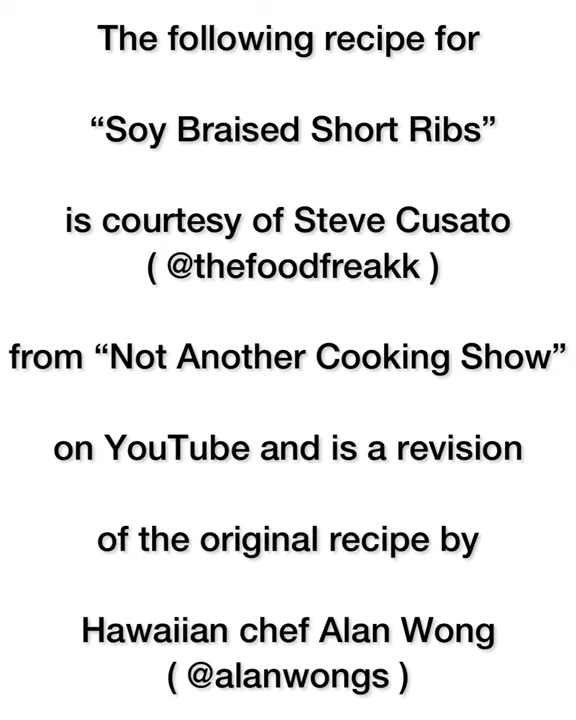 The following recipe for
“Soy Braised Short Ribs”
is courtesy of Steve Cusato
( @thefoodfreakk )
from “Not Another Cooking Show”
on YouTube and is a revision
of the original recipe by
Hawaiian chef Alan Wong
( @alanwongs )